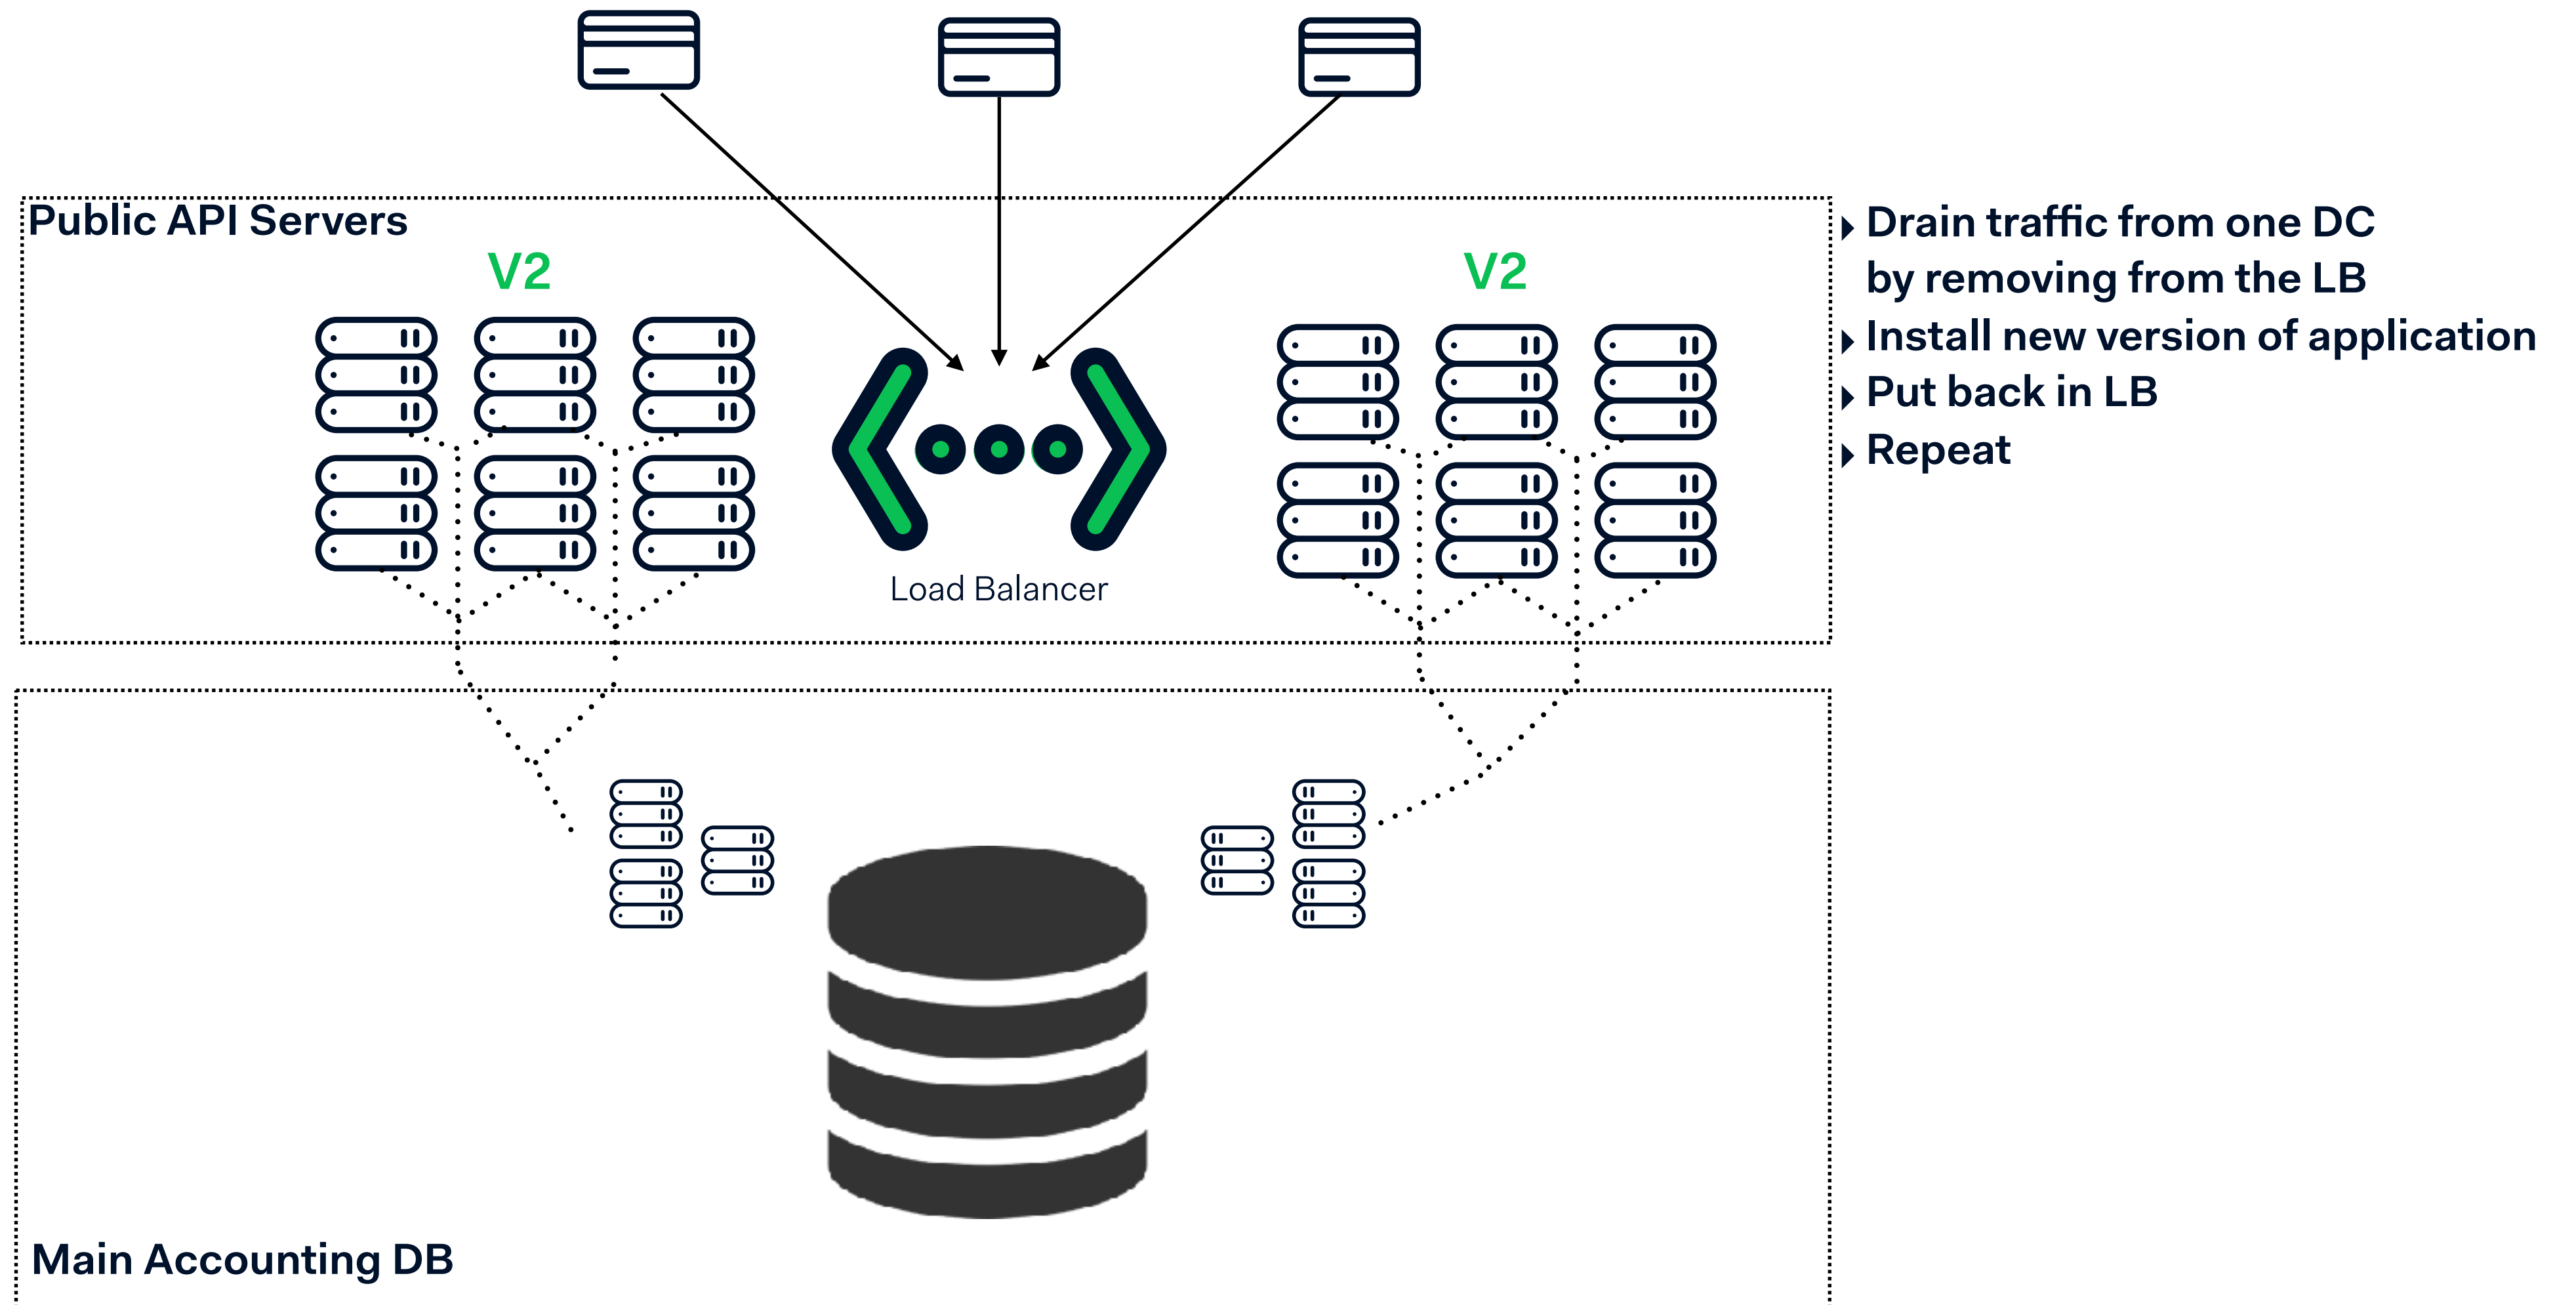 Public API Servers
V2
V2
Load Balancer
Drain traffic from one DC
by removing from the LB
Install new version of application
Put back in LB
Repeat
Main Accounting DB